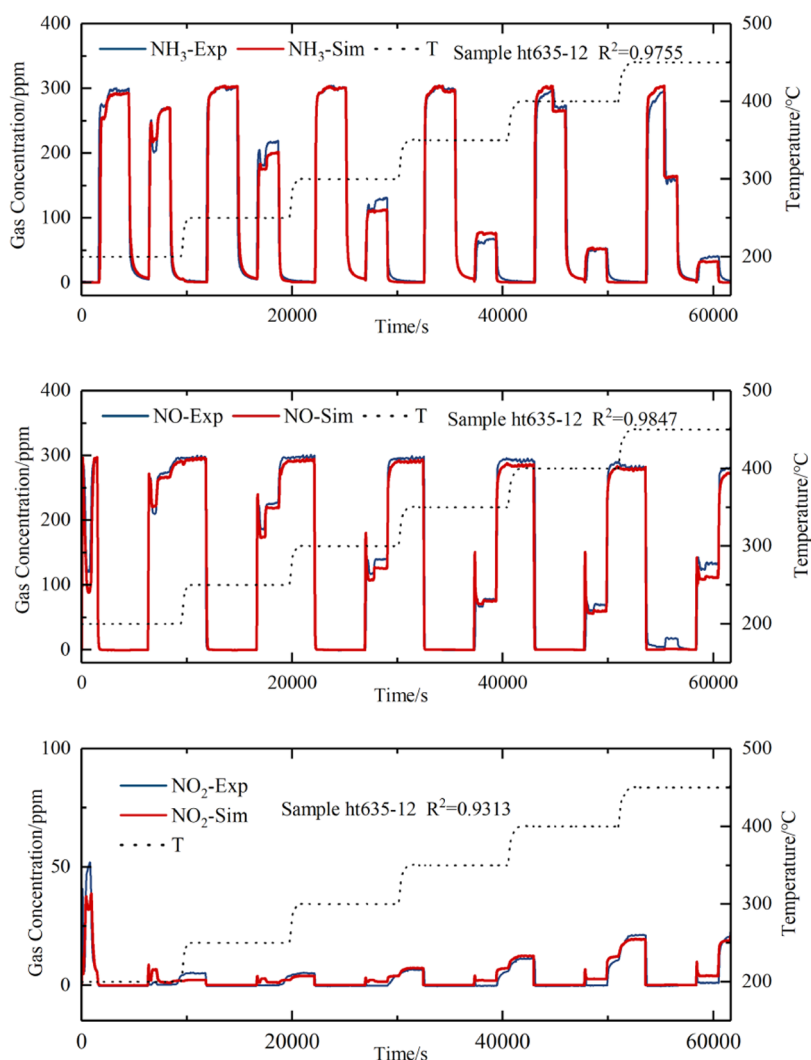 NH₃-Exp NH₃-Sim T Sample ht635-12 R²=0.9755
Gas Concentration/ppm
400
300
200
100
0
500
400
300
200
Temperature/°C
0 20000 40000 60000
Time/s
NO-Exp NO-Sim T Sample ht635-12 R²=0.9847
Gas Concentration/ppm
400
300
200
100
0
500
400
300
200
Temperature/°C
0 20000 40000 60000
Time/s
NO₂-Exp
NO₂-Sim
T
Sample ht635-12 R²=0.9313
Gas Concentration/ppm
100
50
0
500
400
300
200
Temperature/°C
0 20000 40000 60000
Time/s